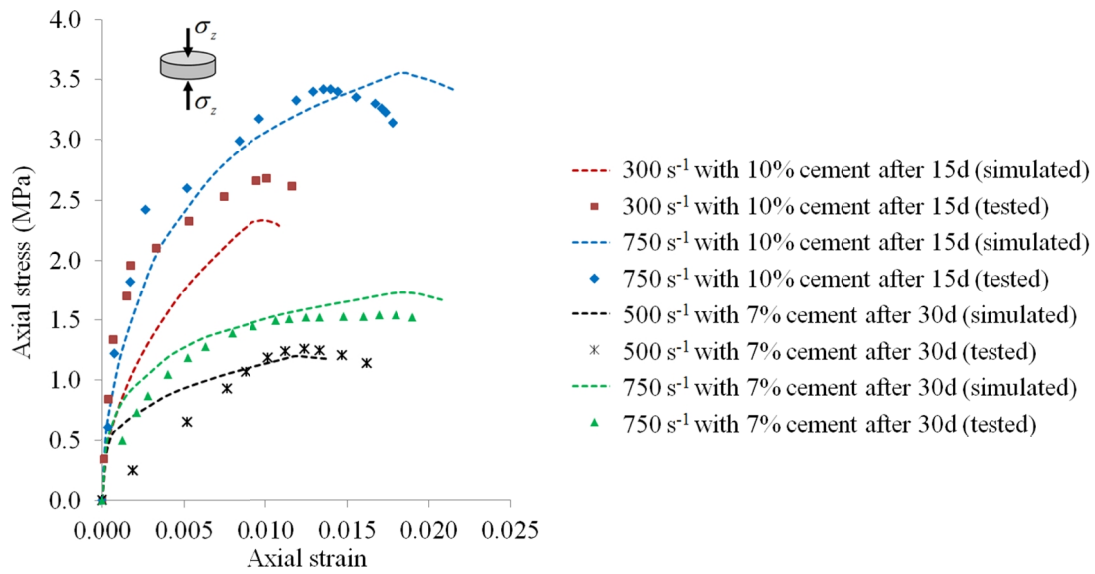 4.0
3.5
3.0
2.5
2.0
1.5
1.0
0.5
0.0
Axial stress (MPa)
σz
σz
0.000 0.005 0.010 0.015 0.020 0.025
Axial strain
300 s-1 with 10% cement after 15d (simulated)
300 s-1 with 10% cement after 15d (tested)
750 s-1 with 10% cement after 15d (simulated)
750 s-1 with 10% cement after 15d (tested)
500 s-1 with 7% cement after 30d (simulated)
500 s-1 with 7% cement after 30d (tested)
750 s-1 with 7% cement after 30d (simulated)
750 s-1 with 7% cement after 30d (tested)